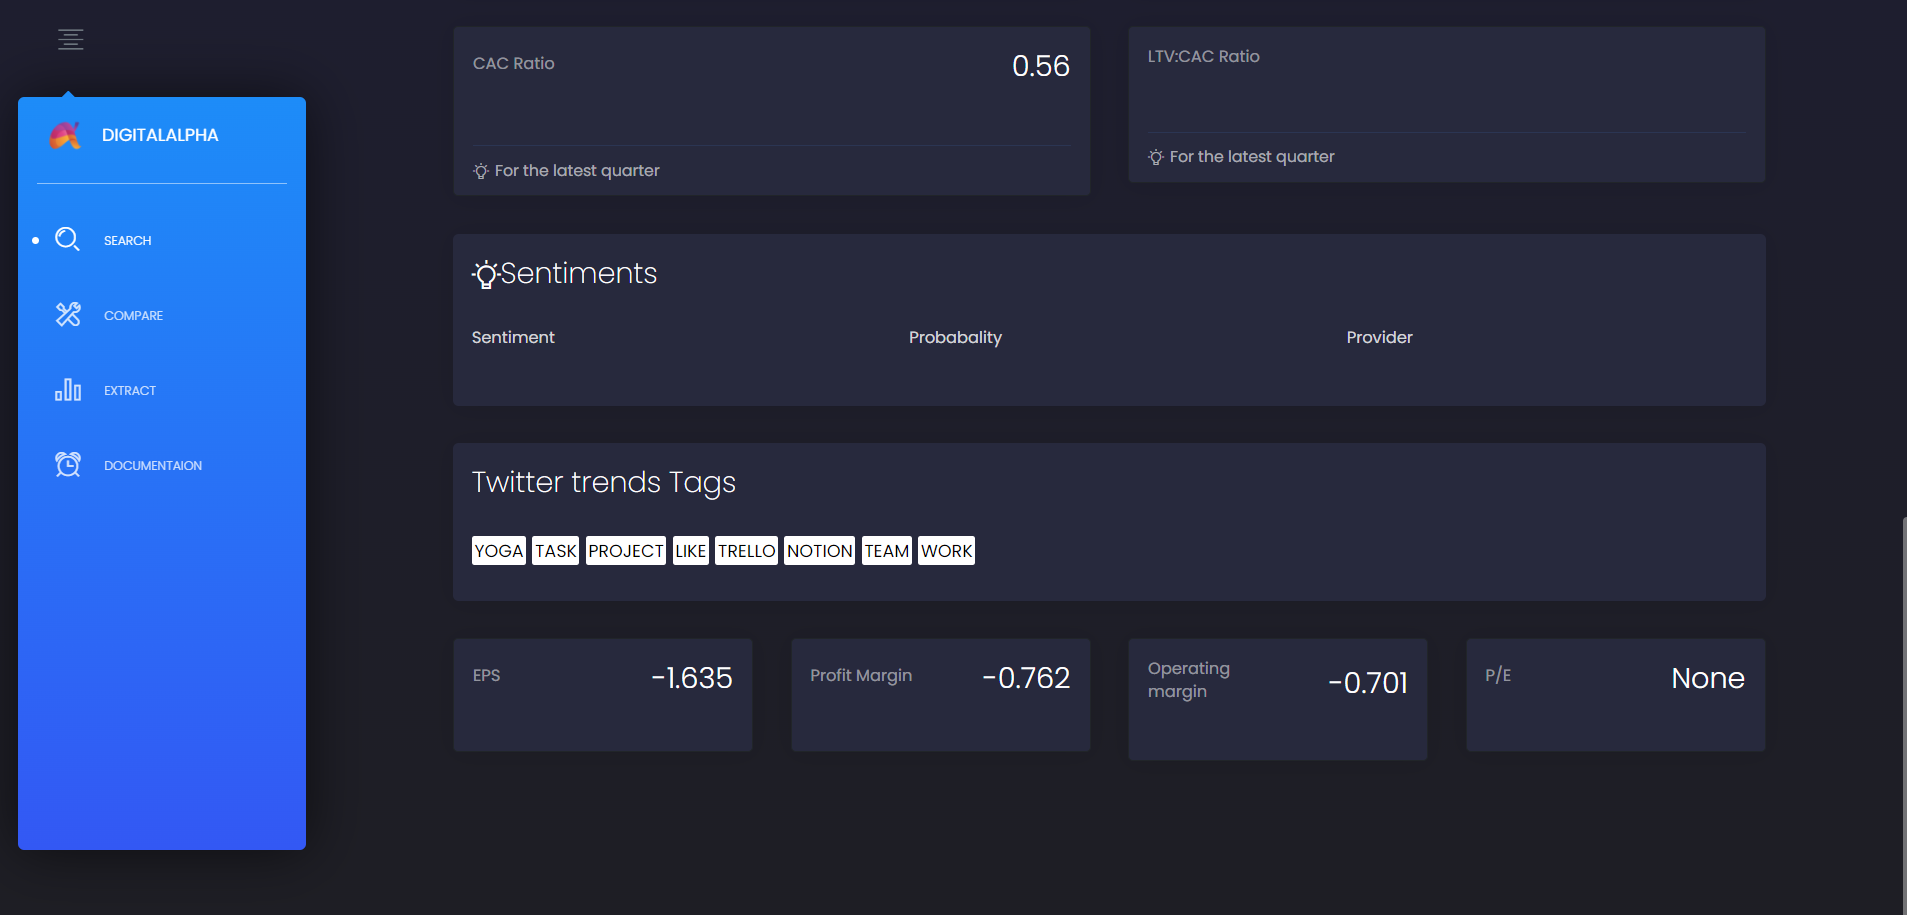 DIGITALALPHA
SEARCH
COMPARE
EXTRACT
DOCUMENTAION
CAC Ratio
0.56
For the latest quarter
LTV:CAC Ratio
For the latest quarter
Sentiments
Sentiment Probabality Provider
Twitter trends Tags
YOGA TASK PROJECT LIKE TRELLO NOTION TEAM WORK
EPS
-1.635
Profit Margin
-0.762
Operating
margin
-0.701
P/E
None